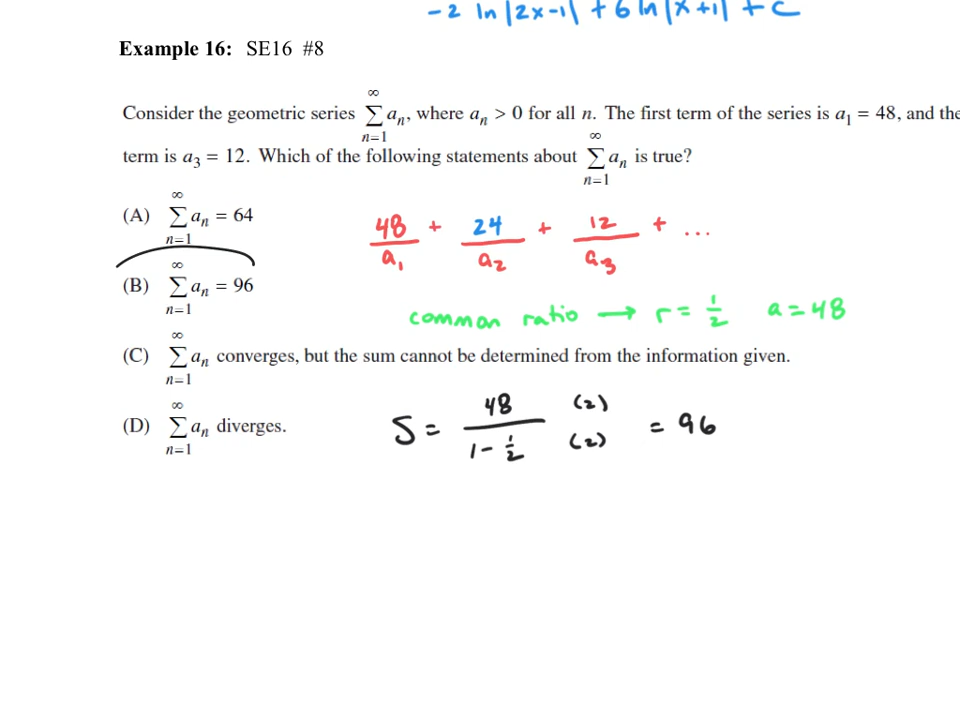 -2 ln|2x-1| + 6 ln|x+1| + C
Example 16: SE16 #8
Consider the geometric series ∑_{n=1}^{∞} a_n, where a_n > 0 for all n. The first term of the series is a_1 = 48, and the
term is a_3 = 12. Which of the following statements about ∑_{n=1}^{∞} a_n is true?
(A) ∑_{n=1}^{∞} a_n = 64
48/a_1 + 24/a_2 + 12/a_3 + ...
(B) ∑_{n=1}^{∞} a_n = 96
common ratio → r = 1/2 a = 48
(C) ∑_{n=1}^{∞} a_n converges, but the sum cannot be determined from the information given.
(D) ∑_{n=1}^{∞} a_n diverges.
S = 48/(1 - 1/2) (2)/(2) = 96